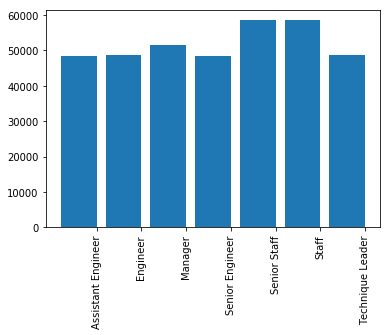 60000
50000
40000
30000
20000
10000
0
Assistant Engineer
Engineer
Manager
Senior Engineer
Senior Staff
Staff
Technique Leader